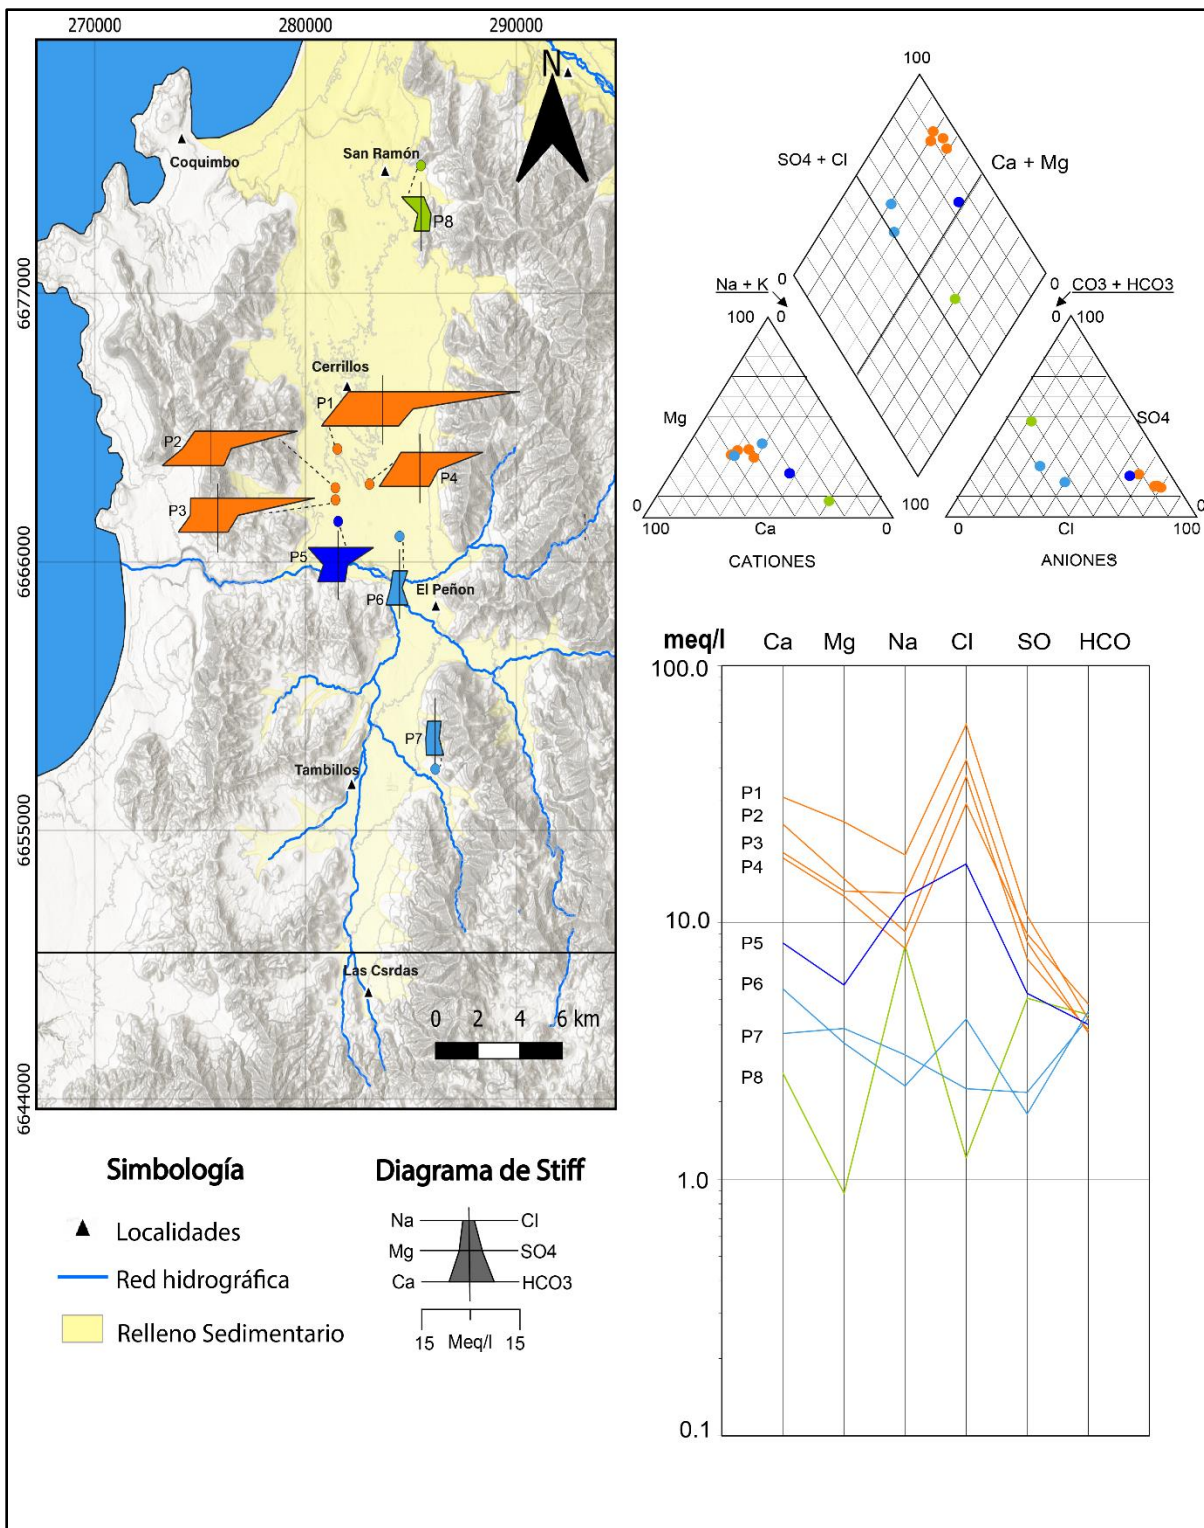 270000 280000 290000
N
Coquimbo
San Ramón
P8
6677000
Cerrillos
P1
P2
P4
P3
6666000
P5
P6
El Peñon
P7
Tambillos
6655000
Las Csrdas
0 2 4 6 km
6644000
100
SO4 + Cl
Ca + Mg
0
0
Na + K
CO3 + HCO3
100
0
0
100
Mg
SO4
100
0
0
0
0
100
Ca
0
0
Cl
100
CATIONES
ANIONES
meq/l
Ca Mg Na Cl SO HCO
100.0
P1
P2
P3
P4
10.0
P5
P6
P7
P8
1.0
0.1
Simbología
Localidades
Red hidrográfica
Relleno Sedimentario
Diagrama de Stiff
Na Cl
Mg SO4
Ca HCO3
15 Meq/l 15